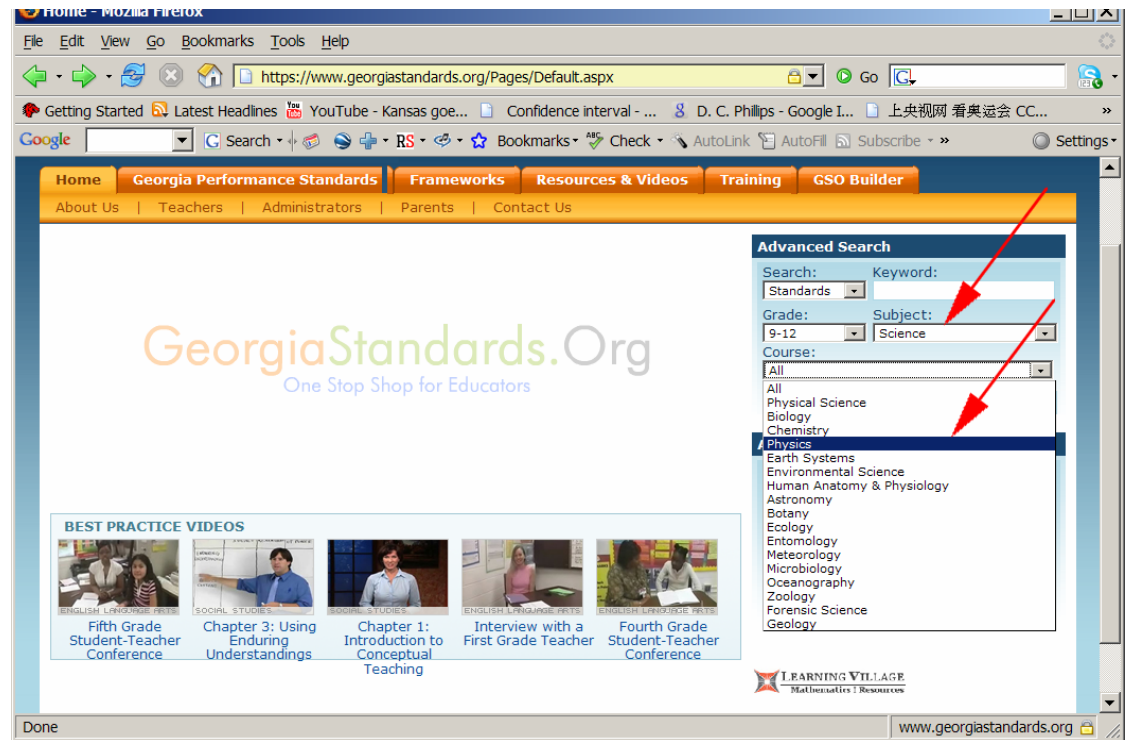 Home - Mozilla Firefox
File Edit View Go Bookmarks Tools Help
https://www.georgiastandards.org/Pages/Default.aspx Go G
Getting Started Latest Headlines YouTube - Kansas goe... Confidence interval - ... D. C. Phillips - Google I... 上央视网 看奥运会 CC... »
Google G Search RS Bookmarks ABC Check AutoLink AutoFill Subscribe » Settings
Home Georgia Performance Standards Frameworks Resources & Videos Training GSO Builder
About Us | Teachers | Administrators | Parents | Contact Us
GeorgiaStandards.Org
One Stop Shop for Educators
Advanced Search
Search: Keyword:
Standards
Grade: Subject:
9-12 Science
Course:
All
All
Physical Science
Biology
Chemistry
Physics
Earth Systems
Environmental Science
Human Anatomy & Physiology
Astronomy
Botany
Ecology
Entomology
Meteorology
Microbiology
Oceanography
Zoology
Forensic Science
Geology
BEST PRACTICE VIDEOS
ENGLISH LANGUAGE ARTS SOCIAL STUDIES SOCIAL STUDIES ENGLISH LANGUAGE ARTS ENGLISH LANGUAGE ARTS
Fifth Grade
Student-Teacher
Conference
Chapter 3: Using
Enduring
Understandings
Chapter 1:
Introduction to
Conceptual
Teaching
Interview with a
First Grade Teacher
Fourth Grade
Student-Teacher
Conference
LEARNING VILLAGE
Mathematics | Resources
Done www.georgiastandards.org